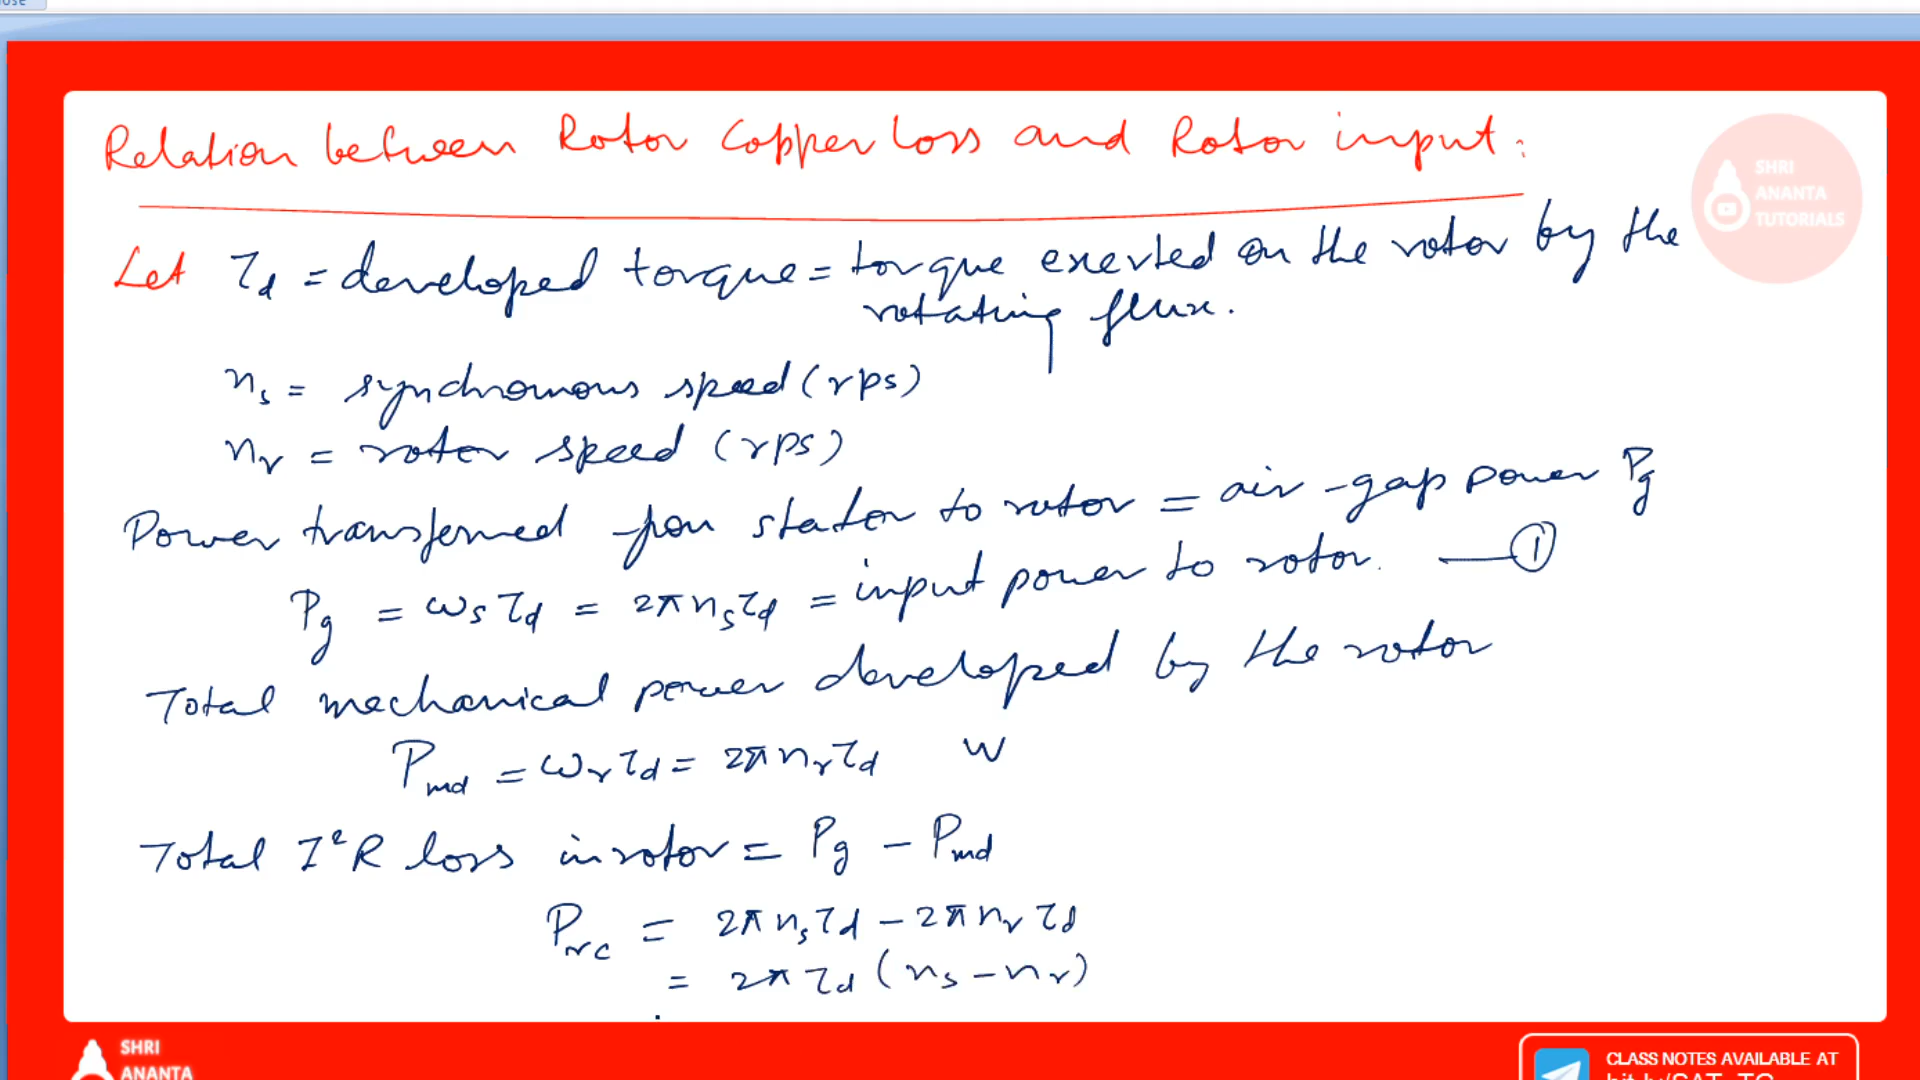 Relation between Rotor Copper loss and Rotor input:
SHRI
ANANTA
TUTORIALS
Let τd = developed torque = torque exerted on the rotor by the
rotating flux.
ns = synchronous speed (rps)
nr = rotor speed (rps)
Power transferred from stator to rotor = air-gap power Pg
Pg = ωs τd = 2π ns τd = input power to rotor. — ①
Total mechanical power developed by the rotor
Pmd = ωr τd = 2π nr τd W
Total I²R loss in rotor = Pg - Pmd
Prc = 2π ns τd - 2π nr τd
= 2π τd (ns - nr)
SHRI
ANANTA
CLASS NOTES AVAILABLE AT